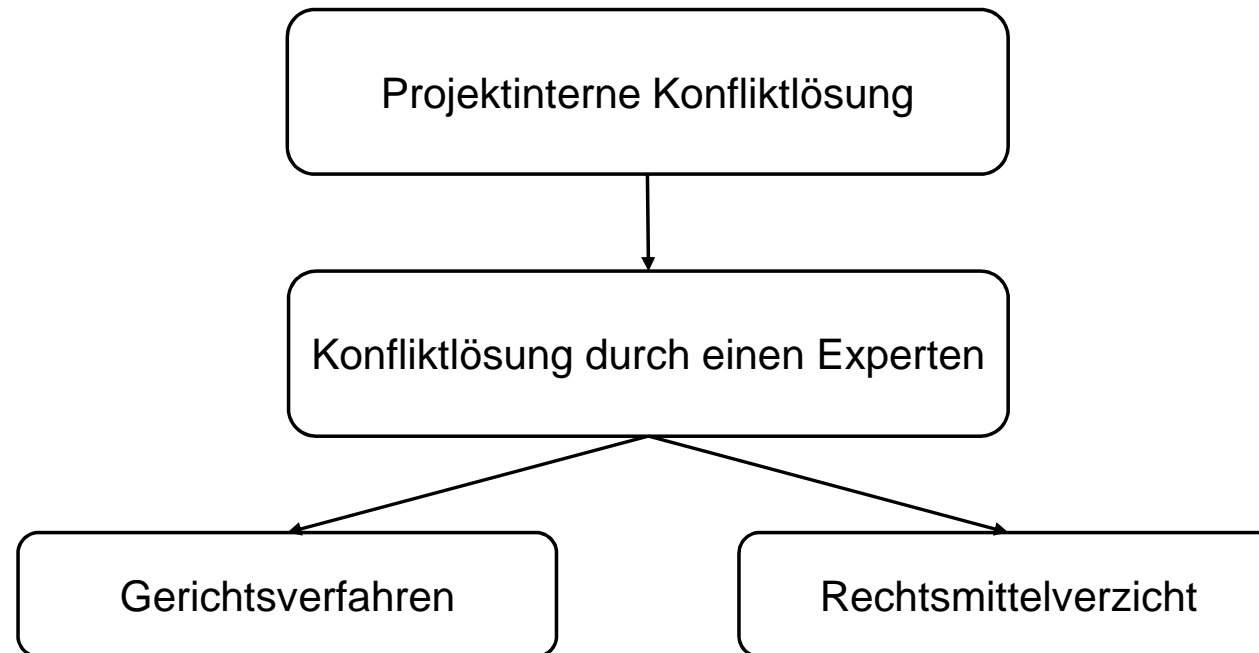 Projektinterne Konfliktlösung
Konfliktlösung durch einen Experten
Gerichtsverfahren
Rechtsmittelverzicht